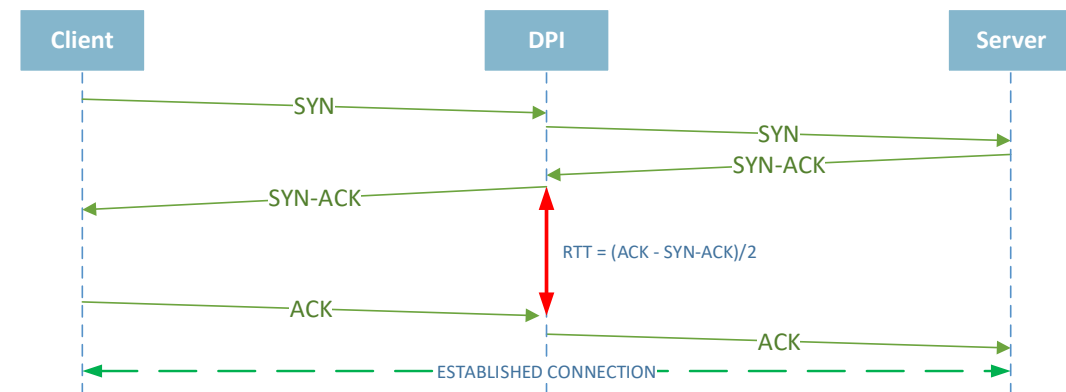 Client
DPI
Server
SYN
SYN
SYN-ACK
SYN-ACK
RTT = (ACK - SYN-ACK)/2
ACK
ACK
ESTABLISHED CONNECTION